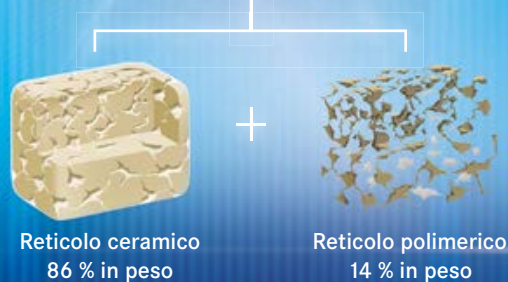 +
Reticolo ceramico
86 % in peso
Reticolo polimerico
14 % in peso